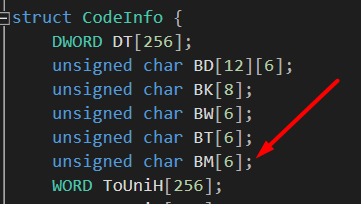 struct CodeInfo {
DWORD DT[256];
unsigned char BD[12][6];
unsigned char BK[8];
unsigned char BW[6];
unsigned char BT[6];
unsigned char BM[6];
WORD ToUniH[256];